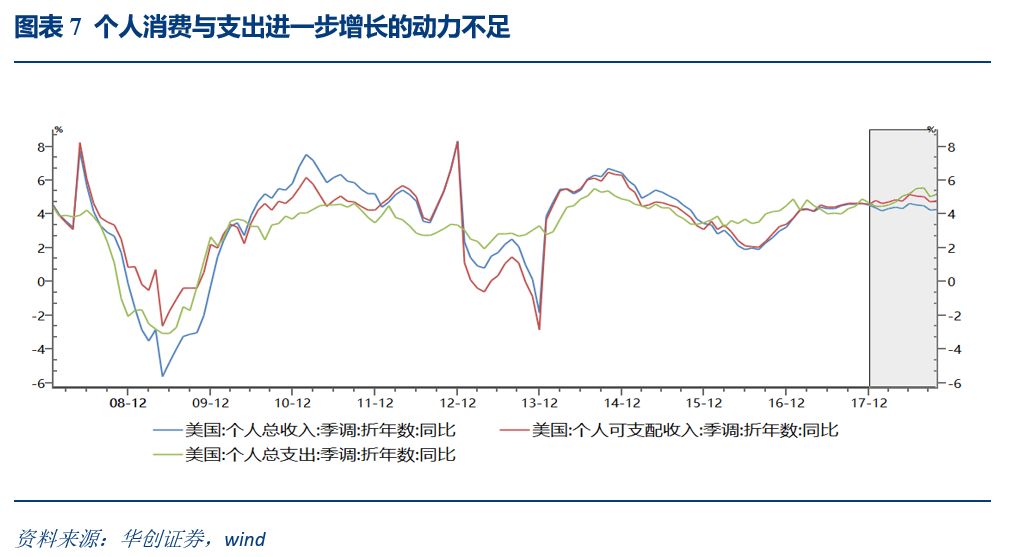 图表 7 个人消费与支出进一步增长的动力不足
% %
8 8
6 6
4 4
2 2
0 0
-2 -2
-4 -4
-6 -6
08-12 09-12 10-12 11-12 12-12 13-12 14-12 15-12 16-12 17-12
美国:个人总收入:季调:折年数:同比 美国:个人可支配收入:季调:折年数:同比
美国:个人总支出:季调:折年数:同比
资料来源：华创证券，wind